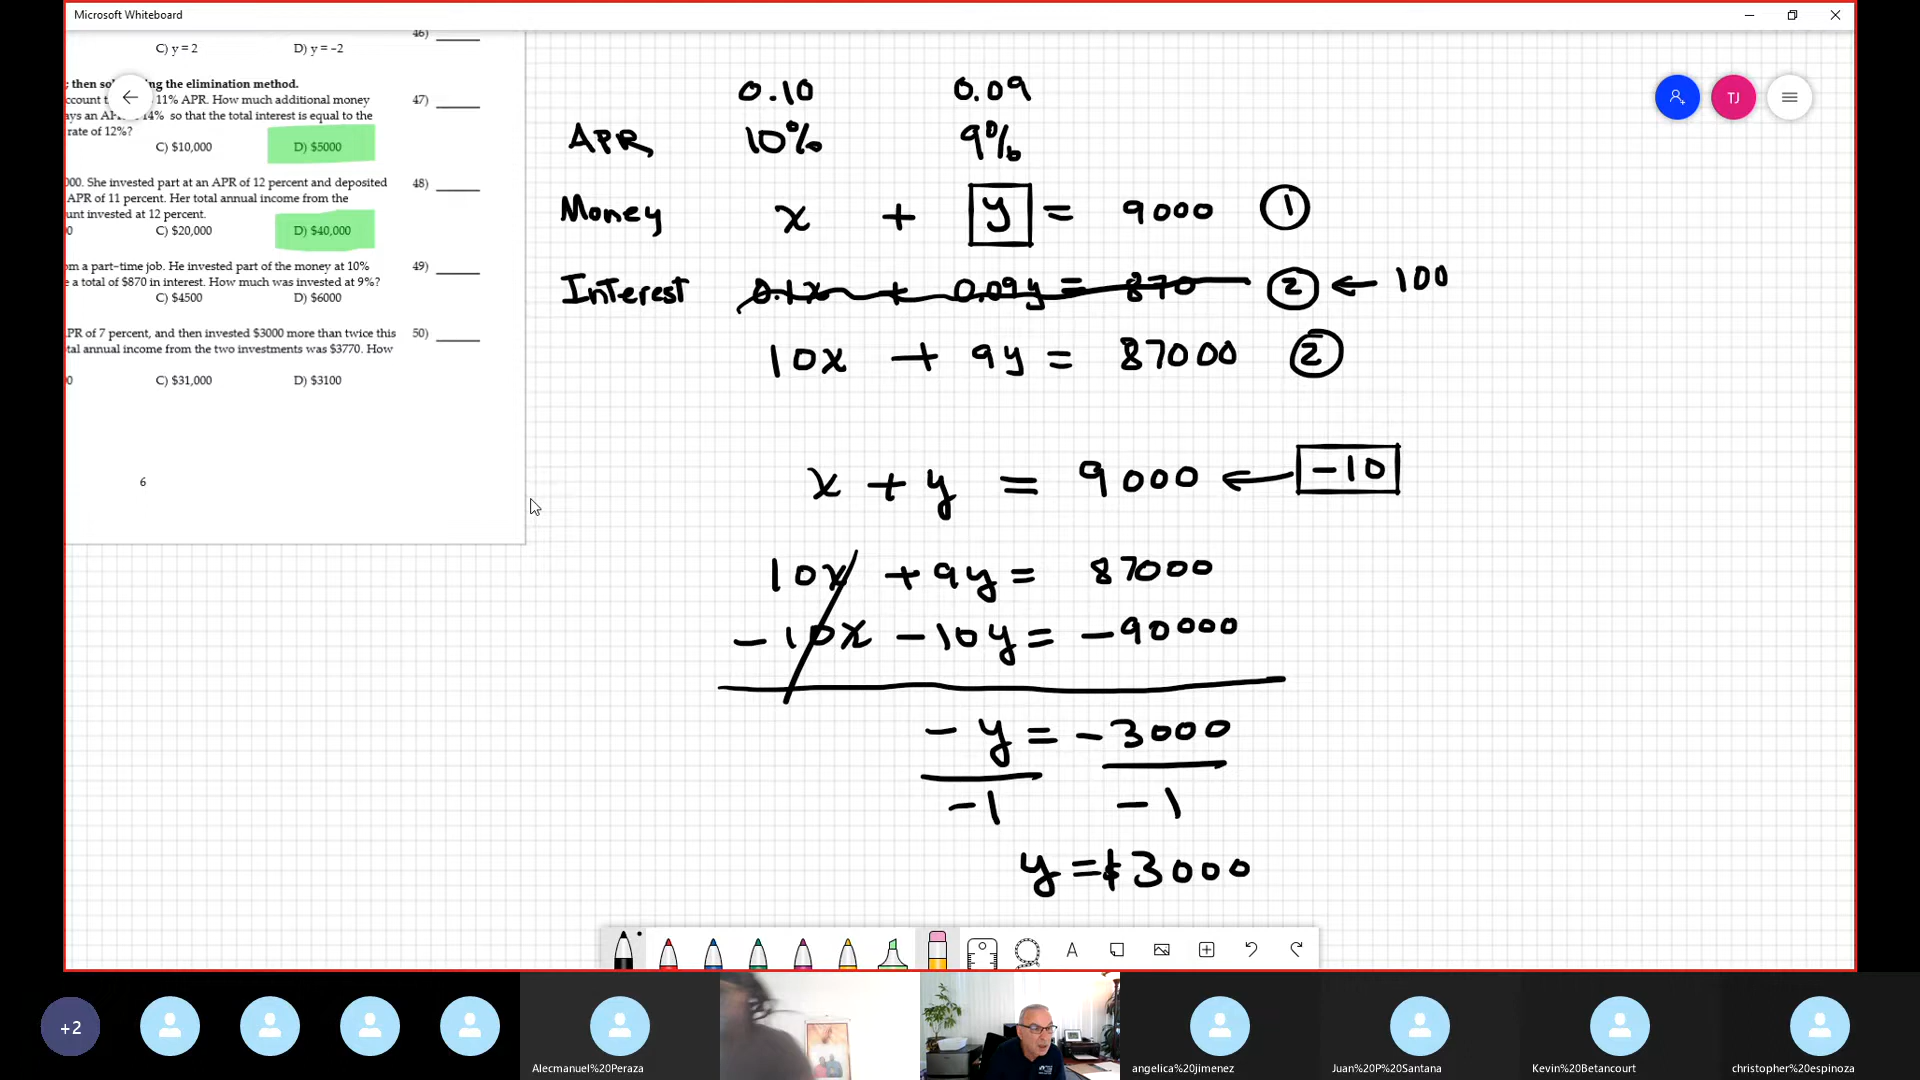 Microsoft Whiteboard
46)
C) y = 2 D) y = -2
; then so ng the elimination method.
ccount t 11% APR. How much additional money 47)
ays an AP 14% so that the total interest is equal to the
rate of 12%?
C) $10,000 D) $5000
000. She invested part at an APR of 12 percent and deposited 48)
APR of 11 percent. Her total annual income from the
unt invested at 12 percent.
0 C) $20,000 D) $40,000
om a part-time job. He invested part of the money at 10% 49)
e a total of $870 in interest. How much was invested at 9%?
C) $4500 D) $6000
PR of 7 percent, and then invested $3000 more than twice this 50)
tal annual income from the two investments was $3770. How
0 C) $31,000 D) $3100
6
0.10 0.09
APR 10% 9%
Money x + y = 9000 1
Interest 0.1x + 0.09y = 870 2 ← 100
10x + 9y = 87000 2
x + y = 9000 ← -10
10x + 9y = 87000
-10x - 10y = -90000
-y = -3000
-1 -1
y = $3000
TJ
A
+2
Alecmanuel%20Peraza
angelica%20jimenez
Juan%20P%20Santana
Kevin%20Betancourt
christopher%20espinoza